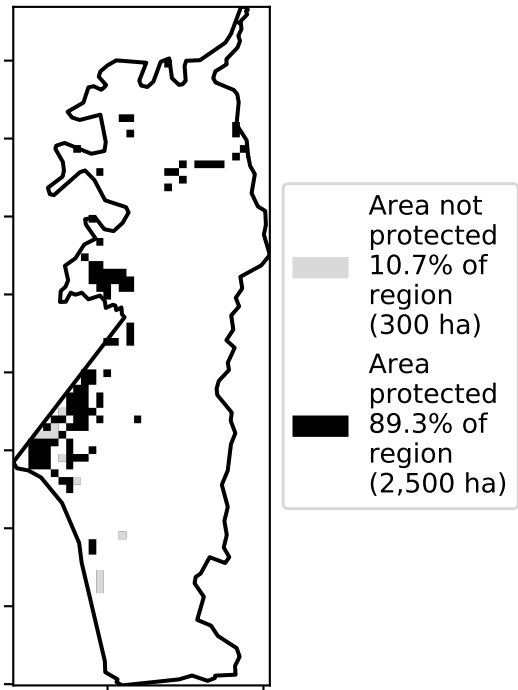 Area not
protected
10.7% of
region
(300 ha)
Area
protected
89.3% of
region
(2,500 ha)